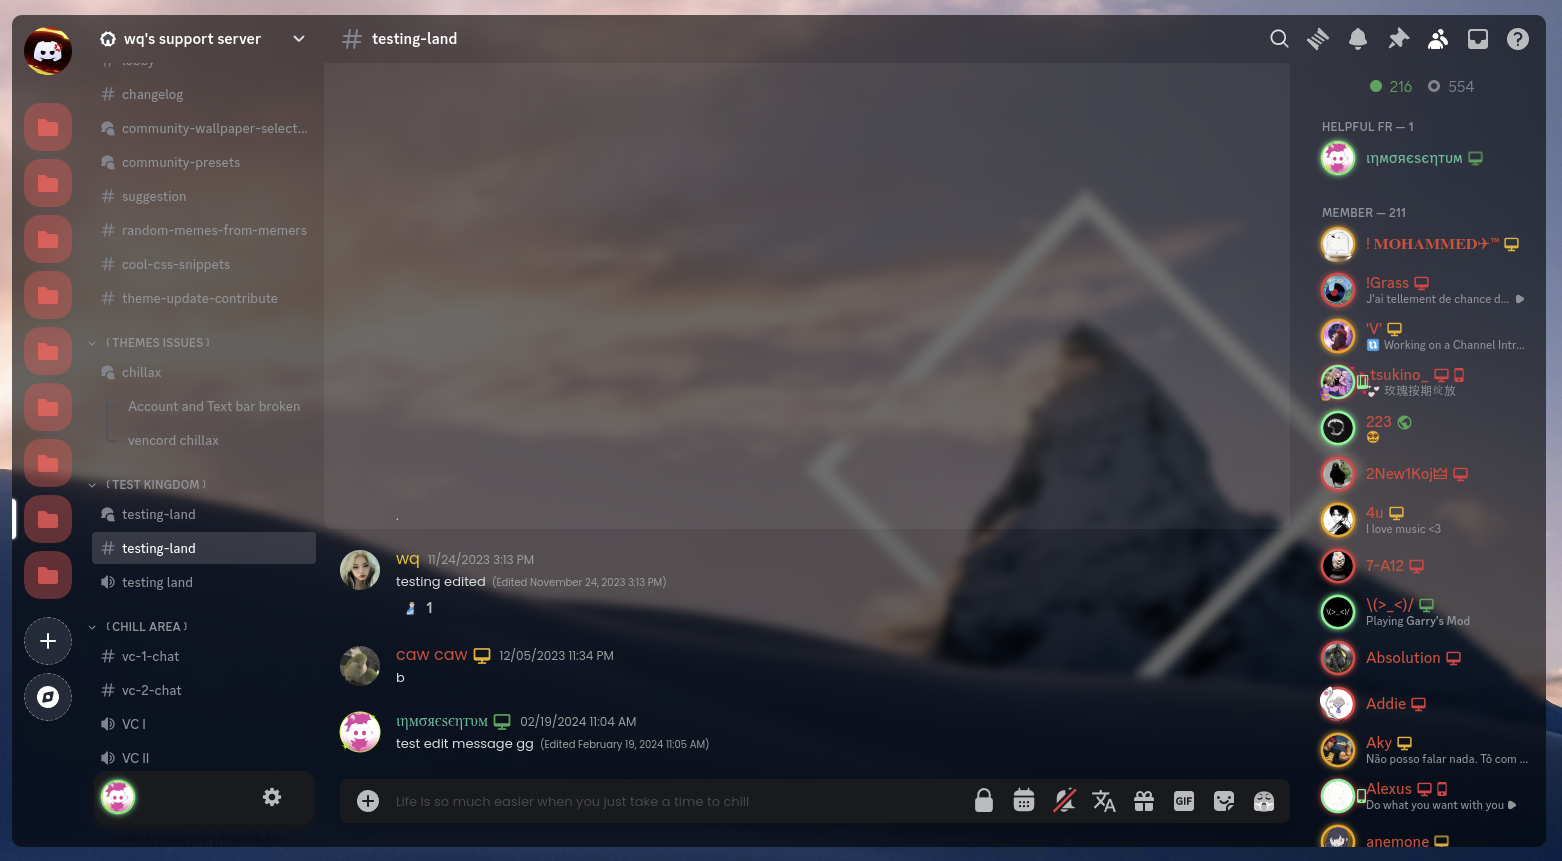 wq's support server
testing-land
lobby
changelog
community-wallpaper-select...
community-presets
suggestion
random-memes-from-memers
cool-css-snippets
theme-update-contribute
( THEMES ISSUES )
chillax
Account and Text bar broken
vencord chillax
( TEST KINGDOM )
testing-land
testing-land
testing land
( CHILL AREA )
vc-1-chat
vc-2-chat
VC I
VC II
.
wq 11/24/2023 3:13 PM
testing edited (Edited November 24, 2023 3:13 PM)
1
caw caw 12/05/2023 11:34 PM
b
ιηмσяєѕєηтυм 02/19/2024 11:04 AM
test edit message gg (Edited February 19, 2024 11:05 AM)
Life is so much easier when you just take a time to chill
GIF
216 554
HELPFUL FR — 1
ιηмσяєѕєηтυм
MEMBER — 211
! MOHAMMED✈™
!Grass
J'ai tellement de chance d...
'V'
Working on a Channel Intr...
tsukino_
玫瑰按期绽放
223
2New1Koj
4u
I love music <3
7-A12
\(>_<)/
\(>_<)/
Playing Garry's Mod
Absolution
Addie
Aky
Não posso falar nada. Tô com ...
Alexus
Do what you want with you
anemone